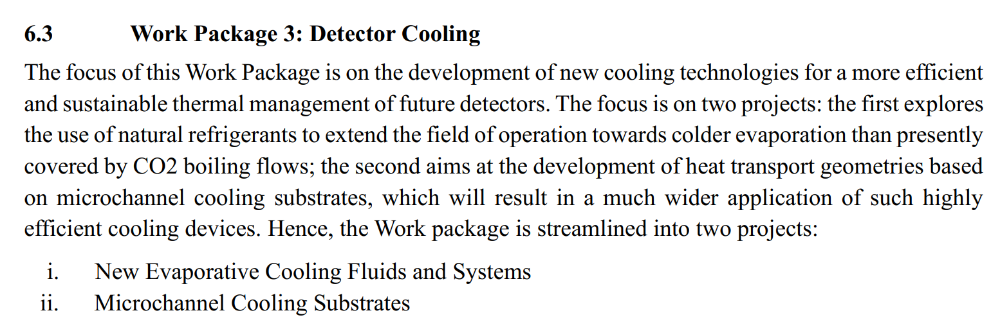 6.3 Work Package 3: Detector Cooling
The focus of this Work Package is on the development of new cooling technologies for a more efficient
and sustainable thermal management of future detectors. The focus is on two projects: the first explores
the use of natural refrigerants to extend the field of operation towards colder evaporation than presently
covered by CO2 boiling flows; the second aims at the development of heat transport geometries based
on microchannel cooling substrates, which will result in a much wider application of such highly
efficient cooling devices. Hence, the Work package is streamlined into two projects:
i. New Evaporative Cooling Fluids and Systems
ii. Microchannel Cooling Substrates